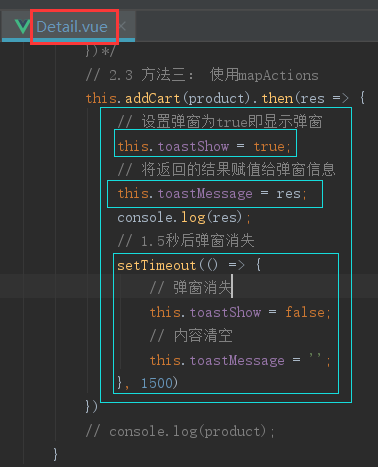 Detail.vue
})*/
// 2.3 方法三： 使用mapActions
this.addCart(product).then(res => {
// 设置弹窗为true即显示弹窗
this.toastShow = true;
// 将返回的结果赋值给弹窗信息
this.toastMessage = res;
console.log(res);
// 1.5秒后弹窗消失
setTimeout(() => {
// 弹窗消失
this.toastShow = false;
// 内容清空
this.toastMessage = '';
}, 1500)
})
// console.log(product);
}